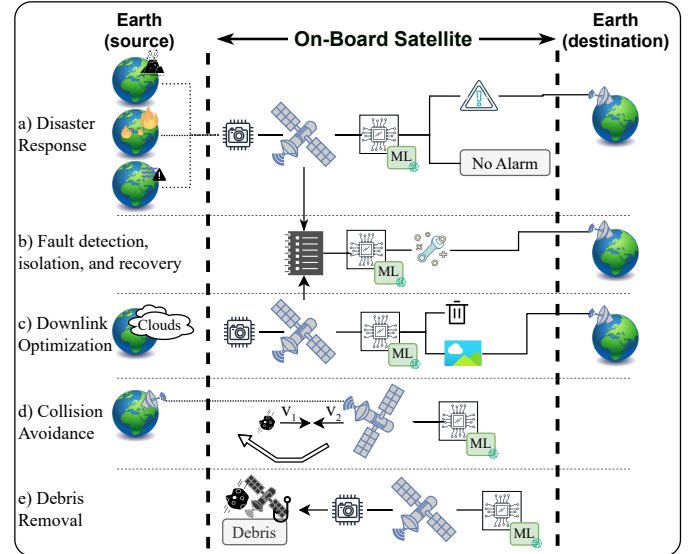 Earth
(source)
On-Board Satellite
Earth
(destination)
a) Disaster
Response
ML
No Alarm
b) Fault detection,
isolation, and recovery
ML
c) Downlink
Optimization
Clouds
ML
d) Collision
Avoidance
V1
V2
ML
e) Debris
Removal
Debris
ML